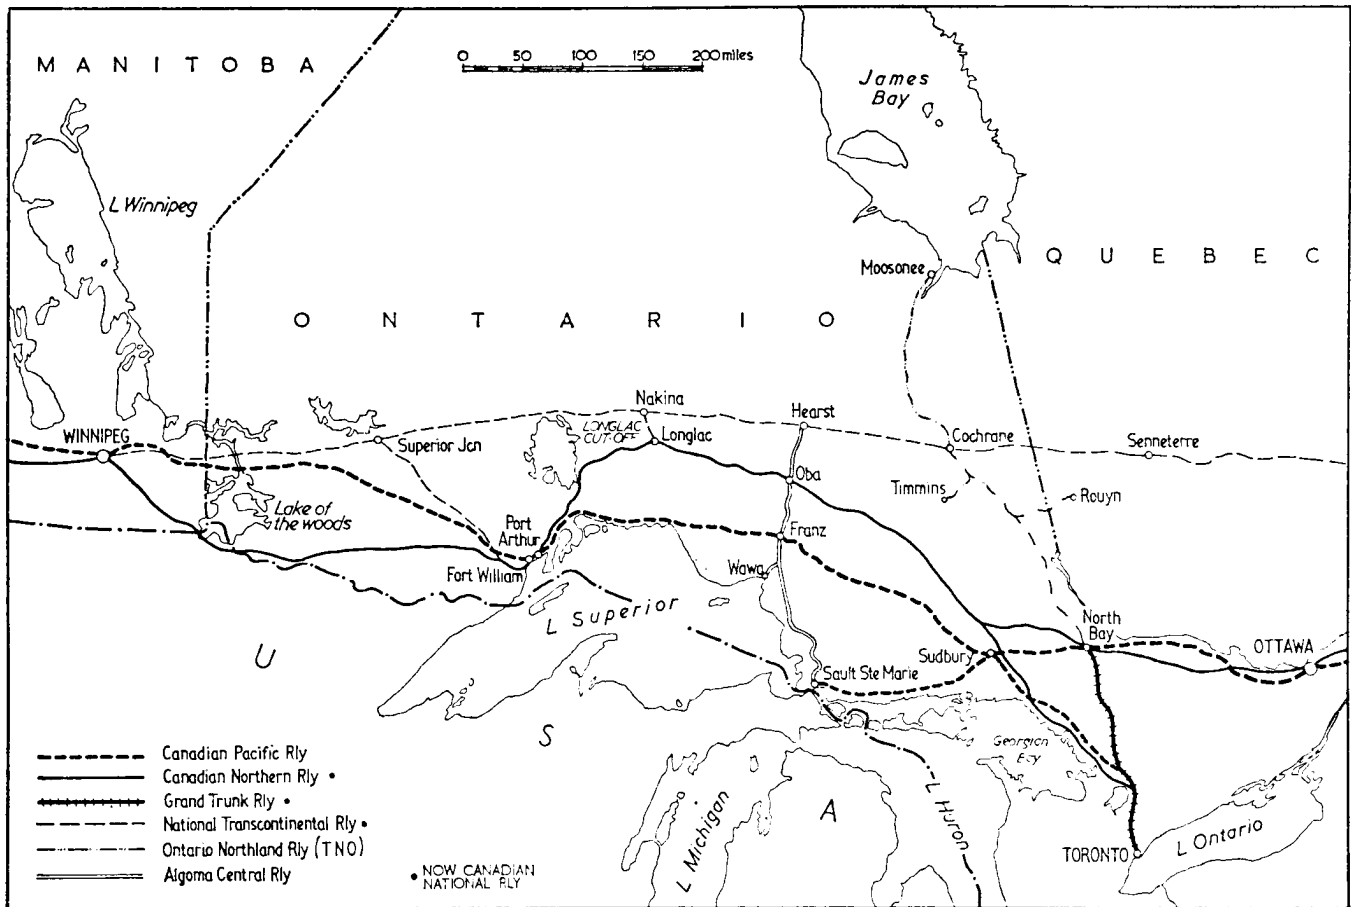 MANITOBA
0 50 100 150 200 miles
James
Bay
L Winnipeg
QUEBEC
Moosonee
ONTARIO
Nakina
Hearst
WINNIPEG
Superior Jcn
LONGLAC
CUT-OFF
Longlac
Cochrane
Senneterre
Oba
Timmins
Rouyn
Lake of
the woods
Port
Arthur
Franz
Fort William
Wawa
L Superior
North
Bay
U
Sudbury
OTTAWA
Sault Ste Marie
S
Georgian
Bay
Canadian Pacific Rly
Canadian Northern Rly •
Grand Trunk Rly •
National Transcontinental Rly •
Ontario Northland Rly (TNO)
Algoma Central Rly
• NOW CANADIAN
NATIONAL RLY
L Michigan
A
L Huron
TORONTO
L Ontario